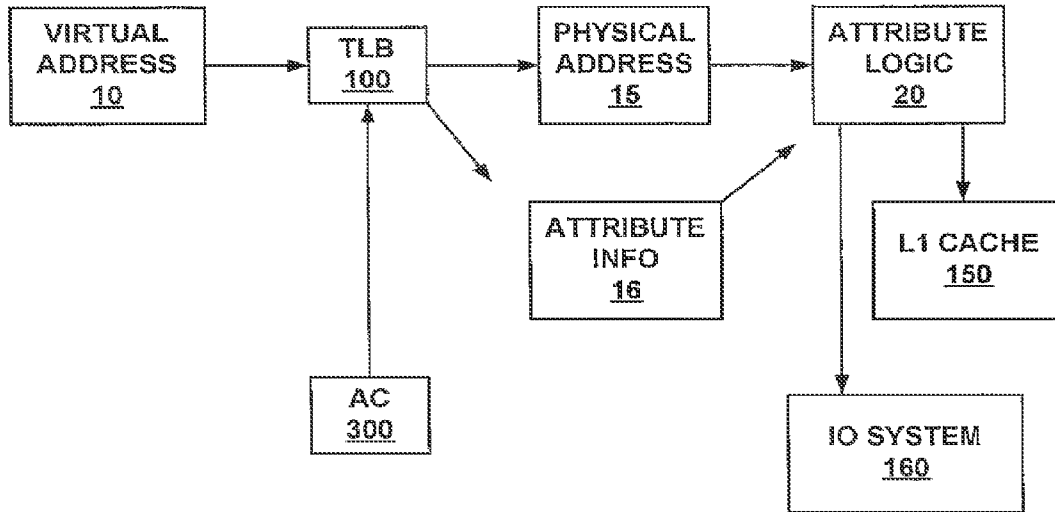 VIRTUAL
ADDRESS
10
TLB
100
PHYSICAL
ADDRESS
15
ATTRIBUTE
LOGIC
20
ATTRIBUTE
INFO
16
L1 CACHE
150
AC
300
IO SYSTEM
160